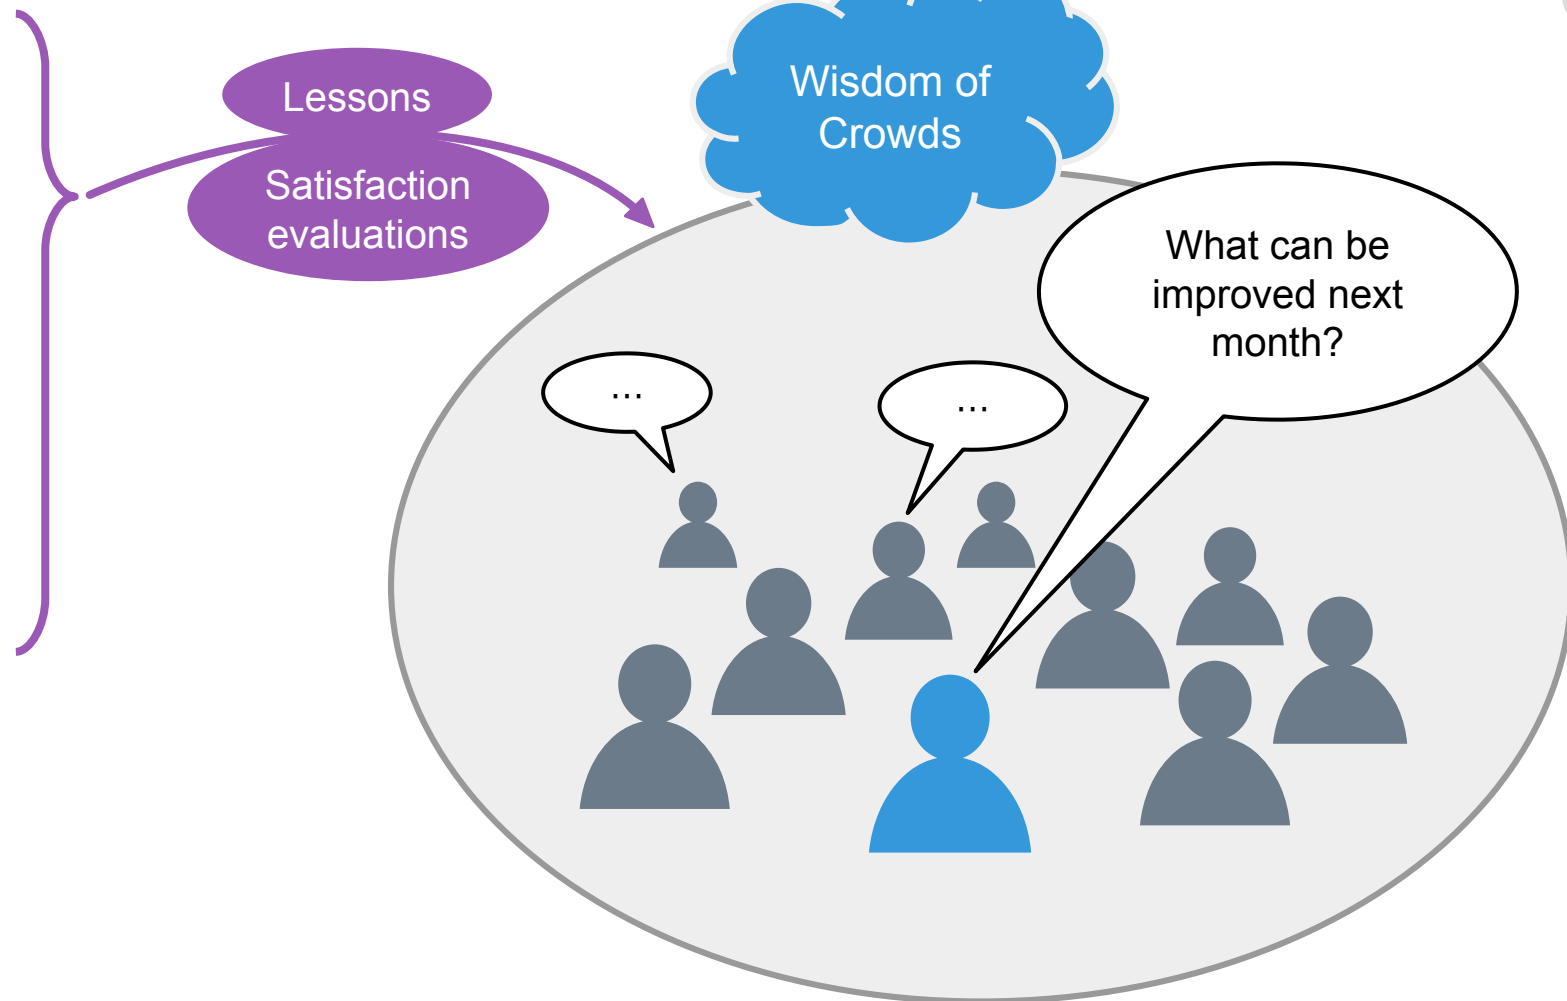 Lessons
Satisfaction
evaluations
Wisdom of
Crowds
What can be
improved next
month?
...
...